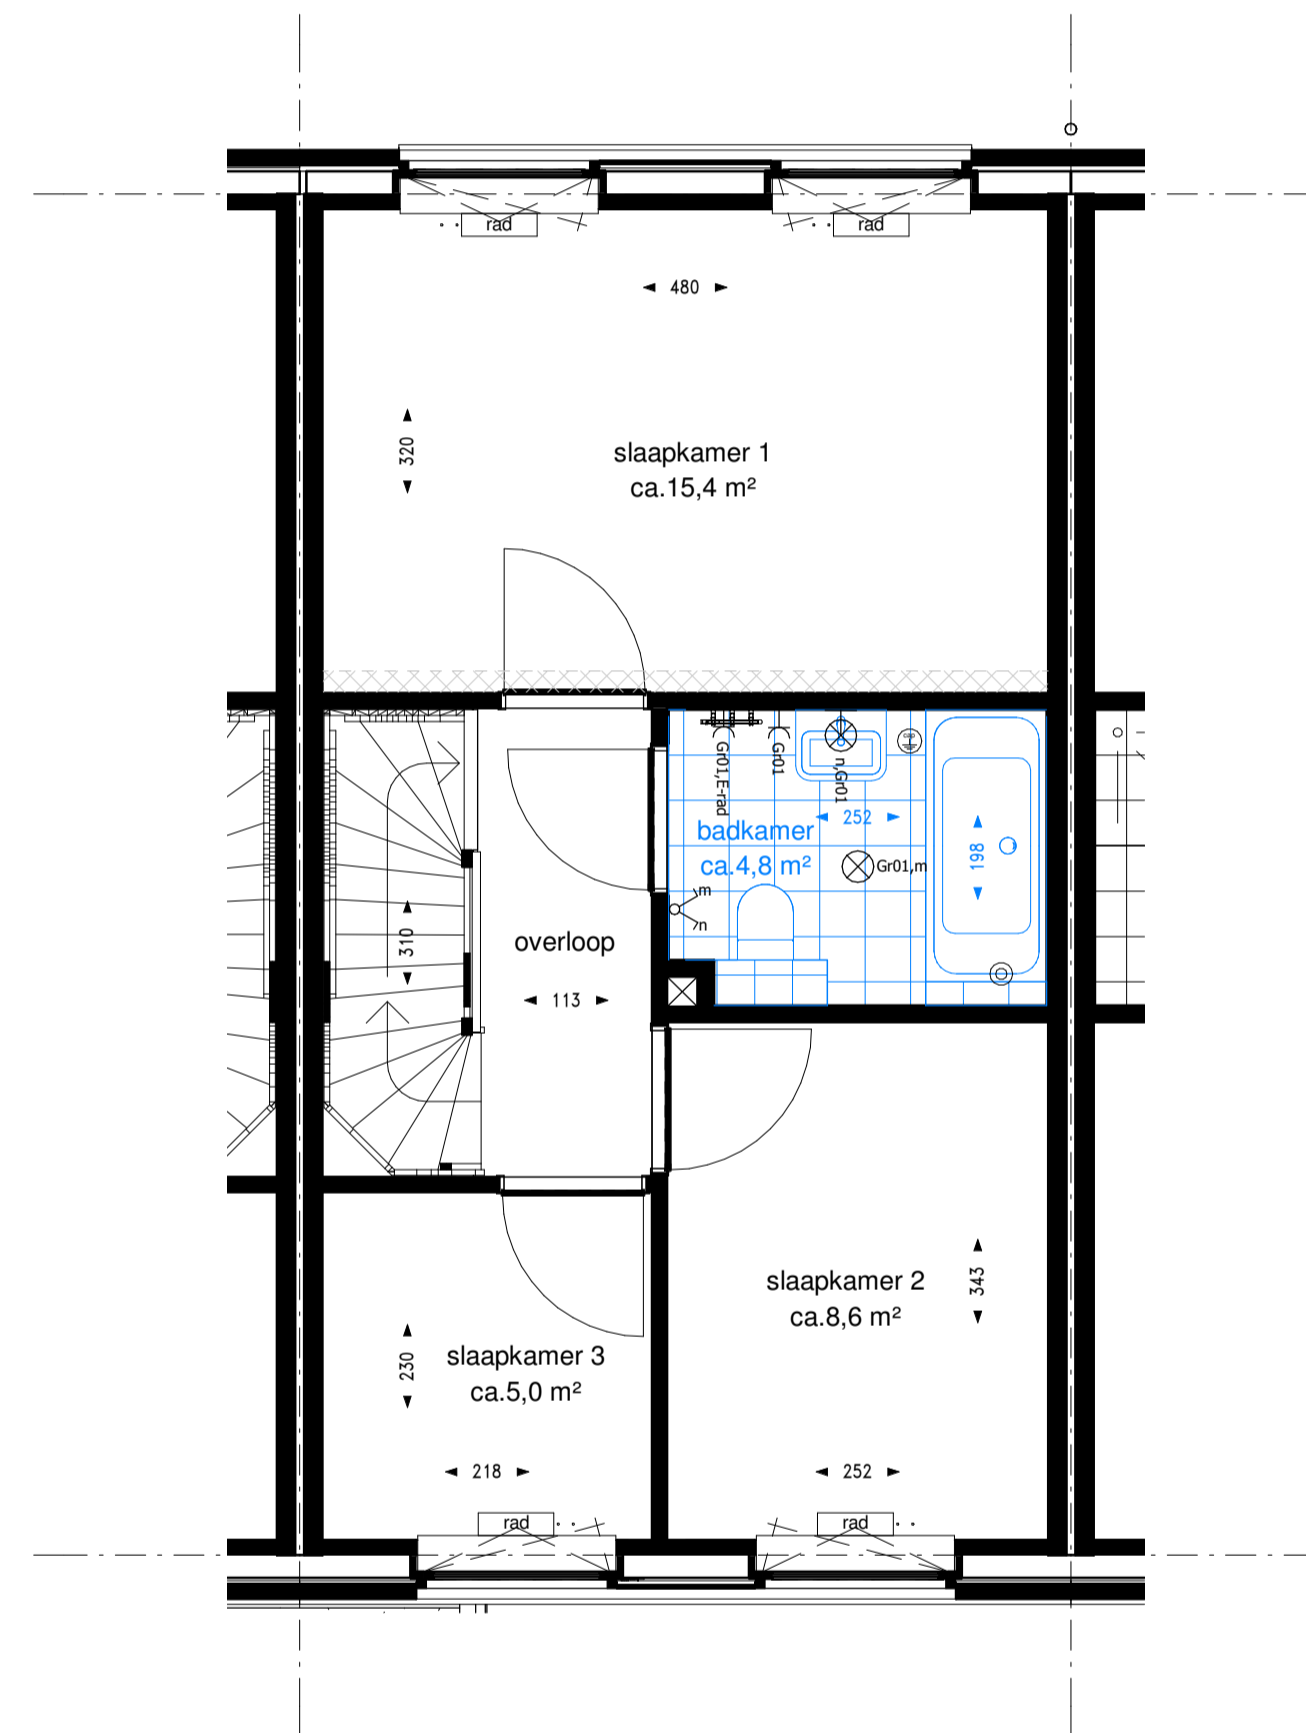 rad
rad
480
320
slaapkamer 1
ca.15,4 m²
Gr01,E-rad
Gr01
n,Gr01
cap
badkamer
252
ca.4,8 m²
Gr01,m
198
m
n
310
overloop
113
slaapkamer 2
343
ca.8,6 m²
slaapkamer 3
230
ca.5,0 m²
218
252
rad
rad